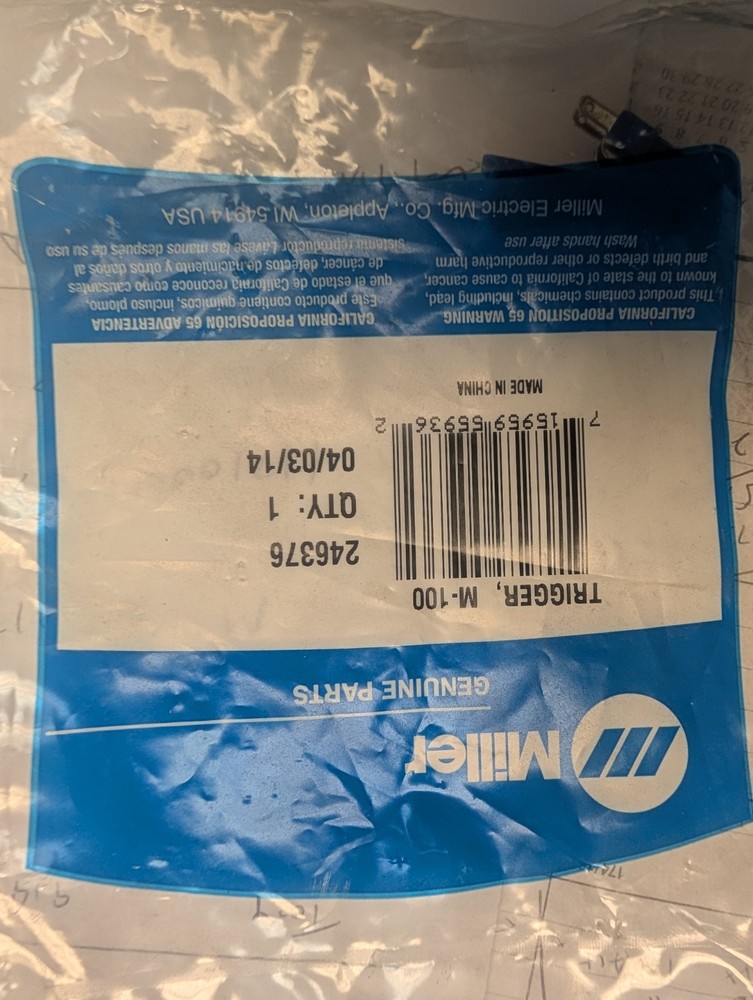 Miller
GENUINE PARTS
TRIGGER, M-100
246376
QTY: 1
04/03/14
7 15959 55936 2
MADE IN CHINA
CALIFORNIA PROPOSITION 65 WARNING
This product contains chemicals, including lead,
known to the state of California to cause cancer,
and birth defects or other reproductive harm
Wash hands after use
CALIFORNIA PROPOSICIÓN 65 ADVERTENCIA
Este producto contiene químicos, incluso plomo,
que el estado de California reconoce como causantes
de cáncer, defectos de nacimiento y otros daños al
sistema reproductor Lávese las manos después de su uso
Miller Electric Mfg. Co., Appleton, WI 54914 USA